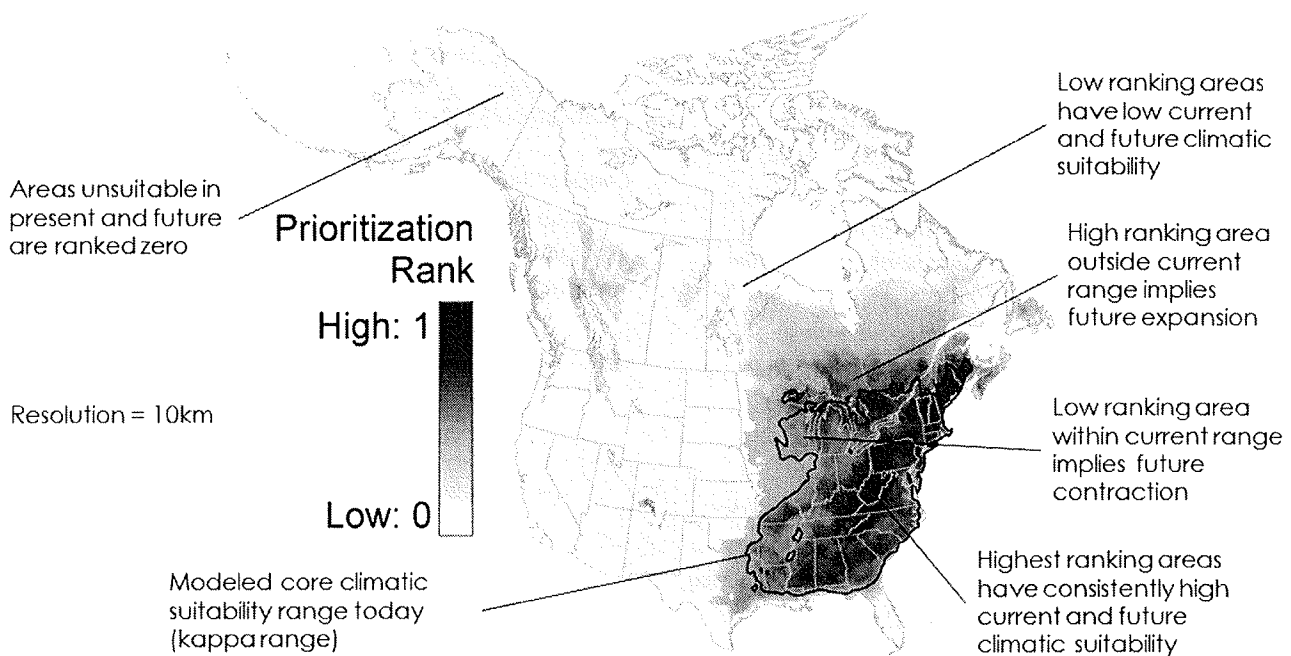 Low ranking areas
have low current
and future climatic
suitability
Areas unsuitable in
present and future
are ranked zero
Prioritization
Rank
High: 1
Low: 0
High ranking area
outside current
range implies
future expansion
Resolution = 10km
Low ranking area
within current range
implies future
contraction
Modeled core climatic
suitability range today
(kappa range)
Highest ranking areas
have consistently high
current and future
climatic suitability